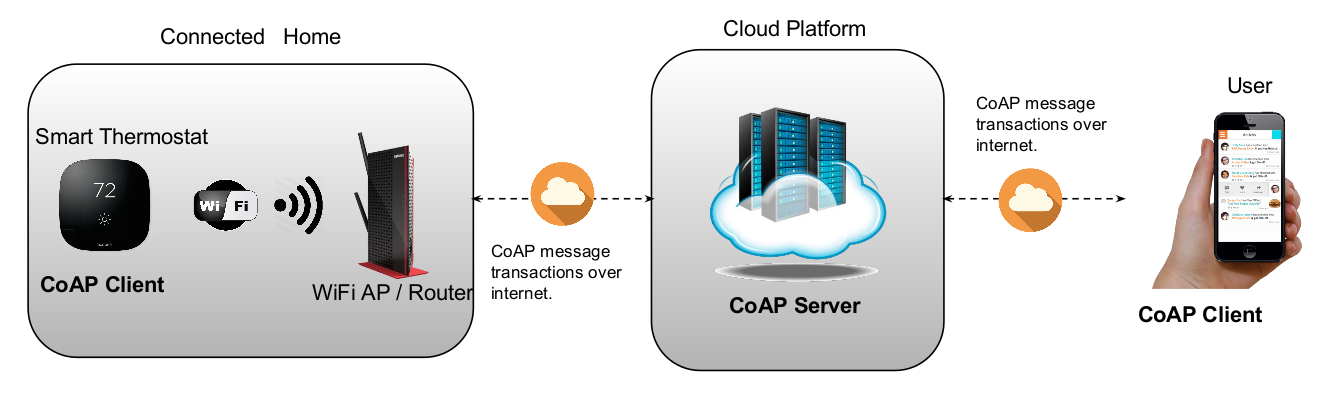 Connected Home
Smart Thermostat
72
Wi Fi
CoAP Client
WiFi AP / Router
CoAP message
transactions over
internet.
Cloud Platform
CoAP Server
CoAP message
transactions over
internet.
User
CoAP Client